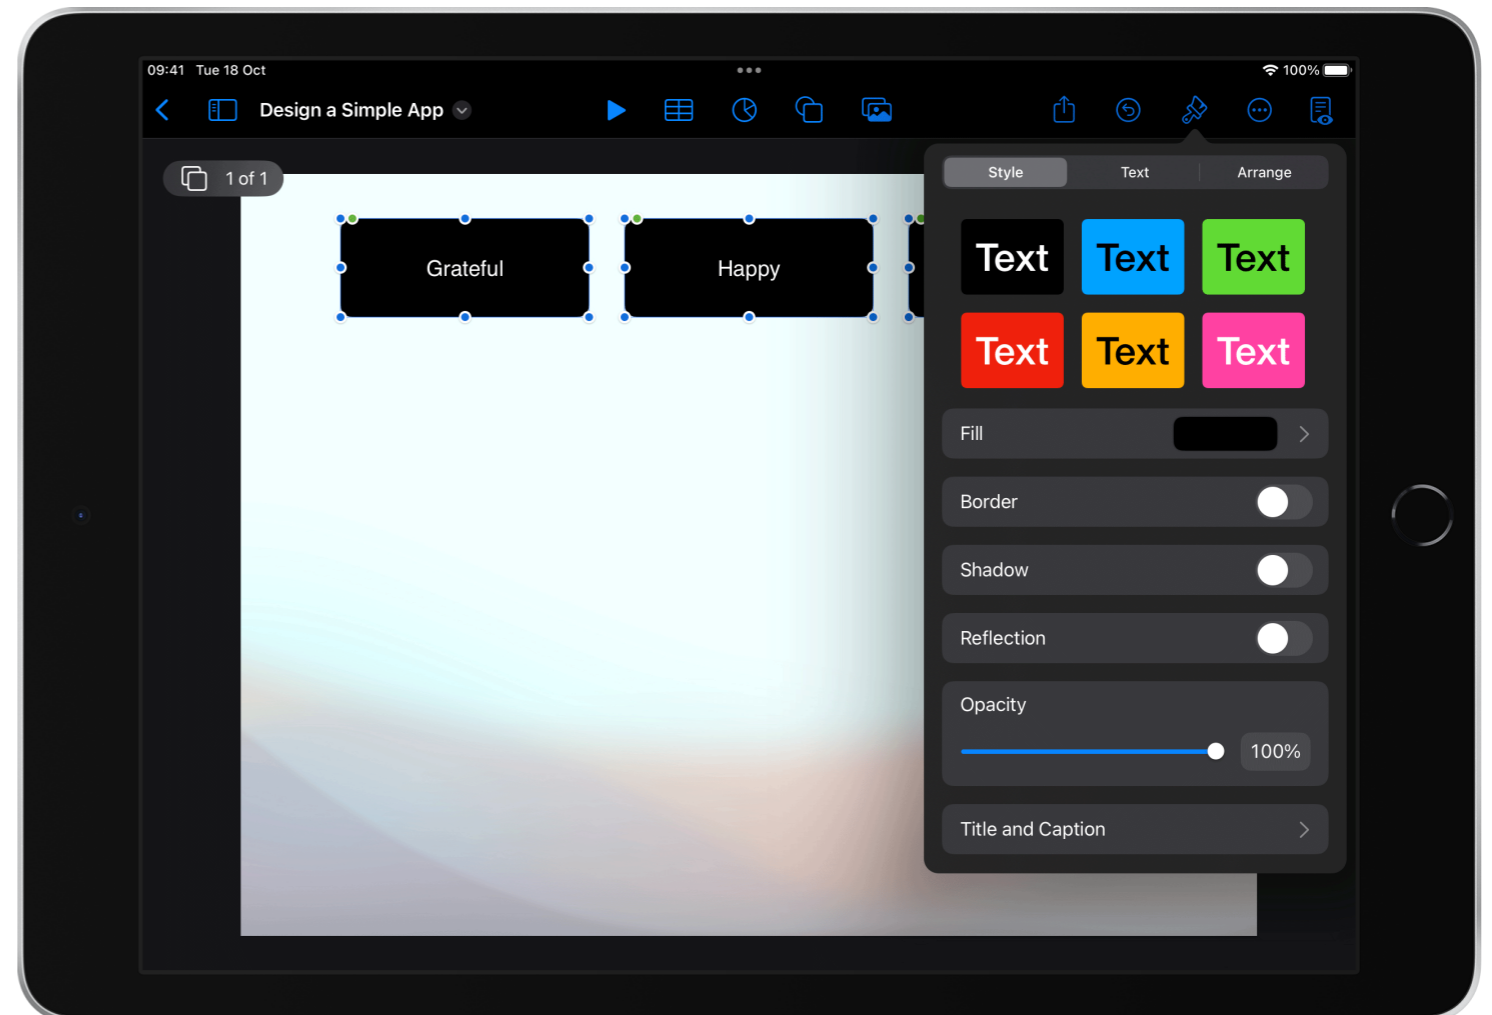 09:41 Tue 18 Oct
100%
Design a Simple App
1 of 1
Grateful
Happy
Style Text Arrange
Text Text Text
Text Text Text
Fill
Border
Shadow
Reflection
Opacity
100%
Title and Caption